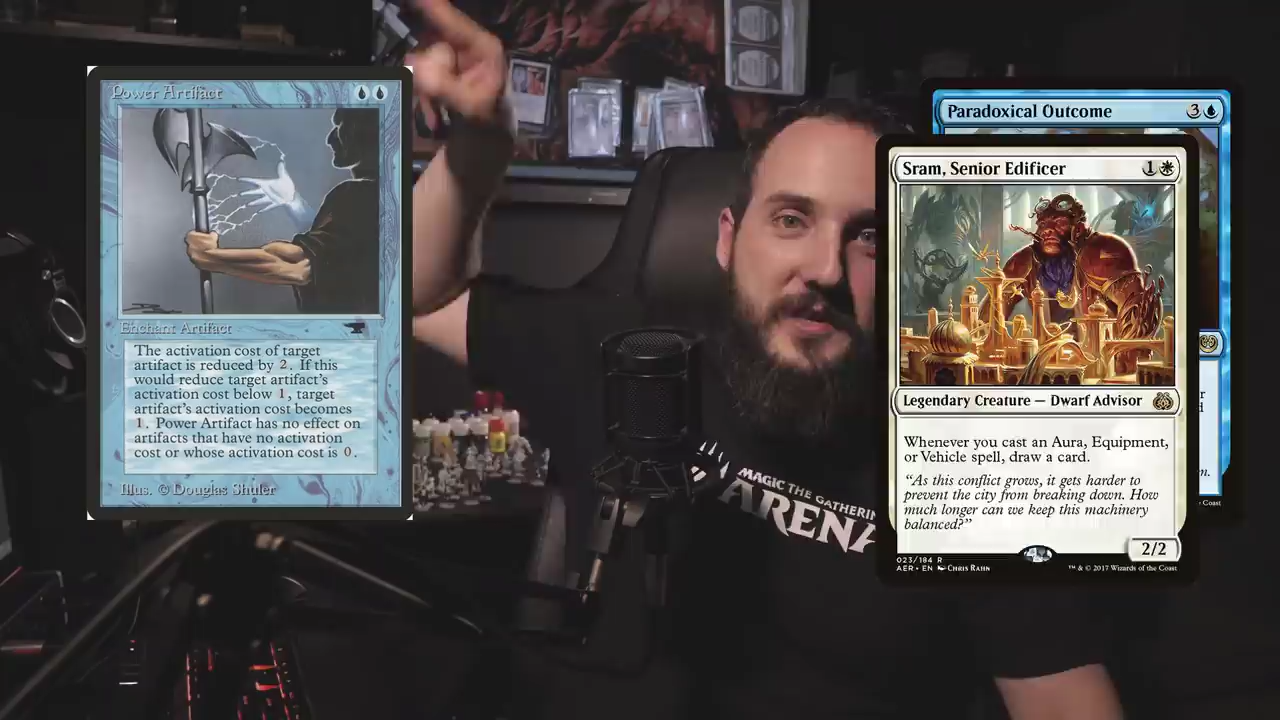 Power Artifact
Enchant Artifact
The activation cost of target
artifact is reduced by 2. If this
would reduce target artifact's
activation cost below 1, target
artifact's activation cost becomes
1. Power Artifact has no effect on
artifacts that have no activation
cost or whose activation cost is 0.
Illus. © Douglas Shuler
MAGIC THE GATHERIN
ARENA
Paradoxical Outcome
3
Sram, Senior Edificer
1
Legendary Creature — Dwarf Advisor
Whenever you cast an Aura, Equipment,
or Vehicle spell, draw a card.
"As this conflict grows, it gets harder to
prevent the city from breaking down. How
much longer can we keep this machinery
balanced?"
2/2
023/184 R
AER • EN Chris Rahn
™ & © 2017 Wizards of the Coast